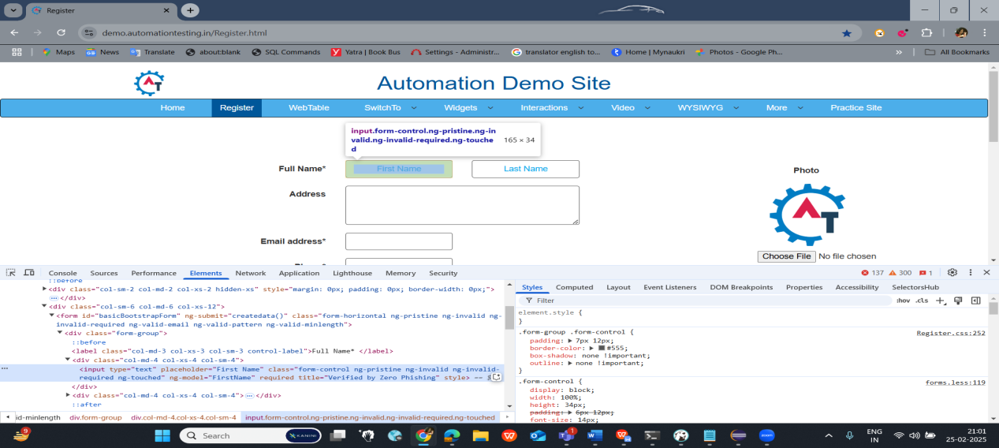 Register
demo.automationtesting.in/Register.html
Maps News Translate about:blank SQL Commands Yatra | Book Bus Settings - Administr... translator english to... Home | Mynaukri Photos - Google Ph... » All Bookmarks
AT
Automation Demo Site
Home Register WebTable SwitchTo Widgets Interactions Video WYSIWYG More Practice Site
input.form-control.ng-pristine.ng-in
valid.ng-invalid-required.ng-touche
d
165 × 34
Full Name* First Name Last Name
Photo
Address
AT
Email address*
Choose File No file chosen
Console Sources Performance Elements Network Application Lighthouse Memory Security 137 300 1
::before
<div class="col-sm-2 col-md-2 col-xs-2 hidden-xs" style="margin: 0px; padding: 0px; border-width: 0px;">
</div>
<div class="col-sm-6 col-md-6 col-xs-12">
<form id="basicBootstrapForm" ng-submit="createdata()" class="form-horizontal ng-pristine ng-invalid ng-
invalid-required ng-valid-email ng-valid-pattern ng-valid-minlength">
<div class="form-group">
::before
<label class="col-md-3 col-xs-3 col-sm-3 control-label">Full Name* </label>
<div class="col-md-4 col-xs-4 col-sm-4">
<input type="text" placeholder="First Name" class="form-control ng-pristine ng-invalid ng-invalid-
required ng-touched" ng-model="FirstName" required title="Verified by Zero Phishing" style> ==
</div>
<div class="col-md-4 col-xs-4 col-sm-4"> </div>
::after
id-minlength div.form-group div.col-md-4.col-xs-4.col-sm-4 input.form-control.ng-pristine.ng-invalid.ng-invalid-required.ng-touched
Styles Computed Layout Event Listeners DOM Breakpoints Properties Accessibility SelectorsHub
Filter :hov .cls
element.style {
}
.form-group .form-control { Register.css:252
padding: 7px 12px;
border-color: #555;
box-shadow: none !important;
outline: none !important;
}
.form-control { forms.less:119
display: block;
width: 100%;
height: 34px;
padding: 6px 12px;
font-size: 14px;
9
Search KANINI
1
ENG
IN
21:01
25-02-2025